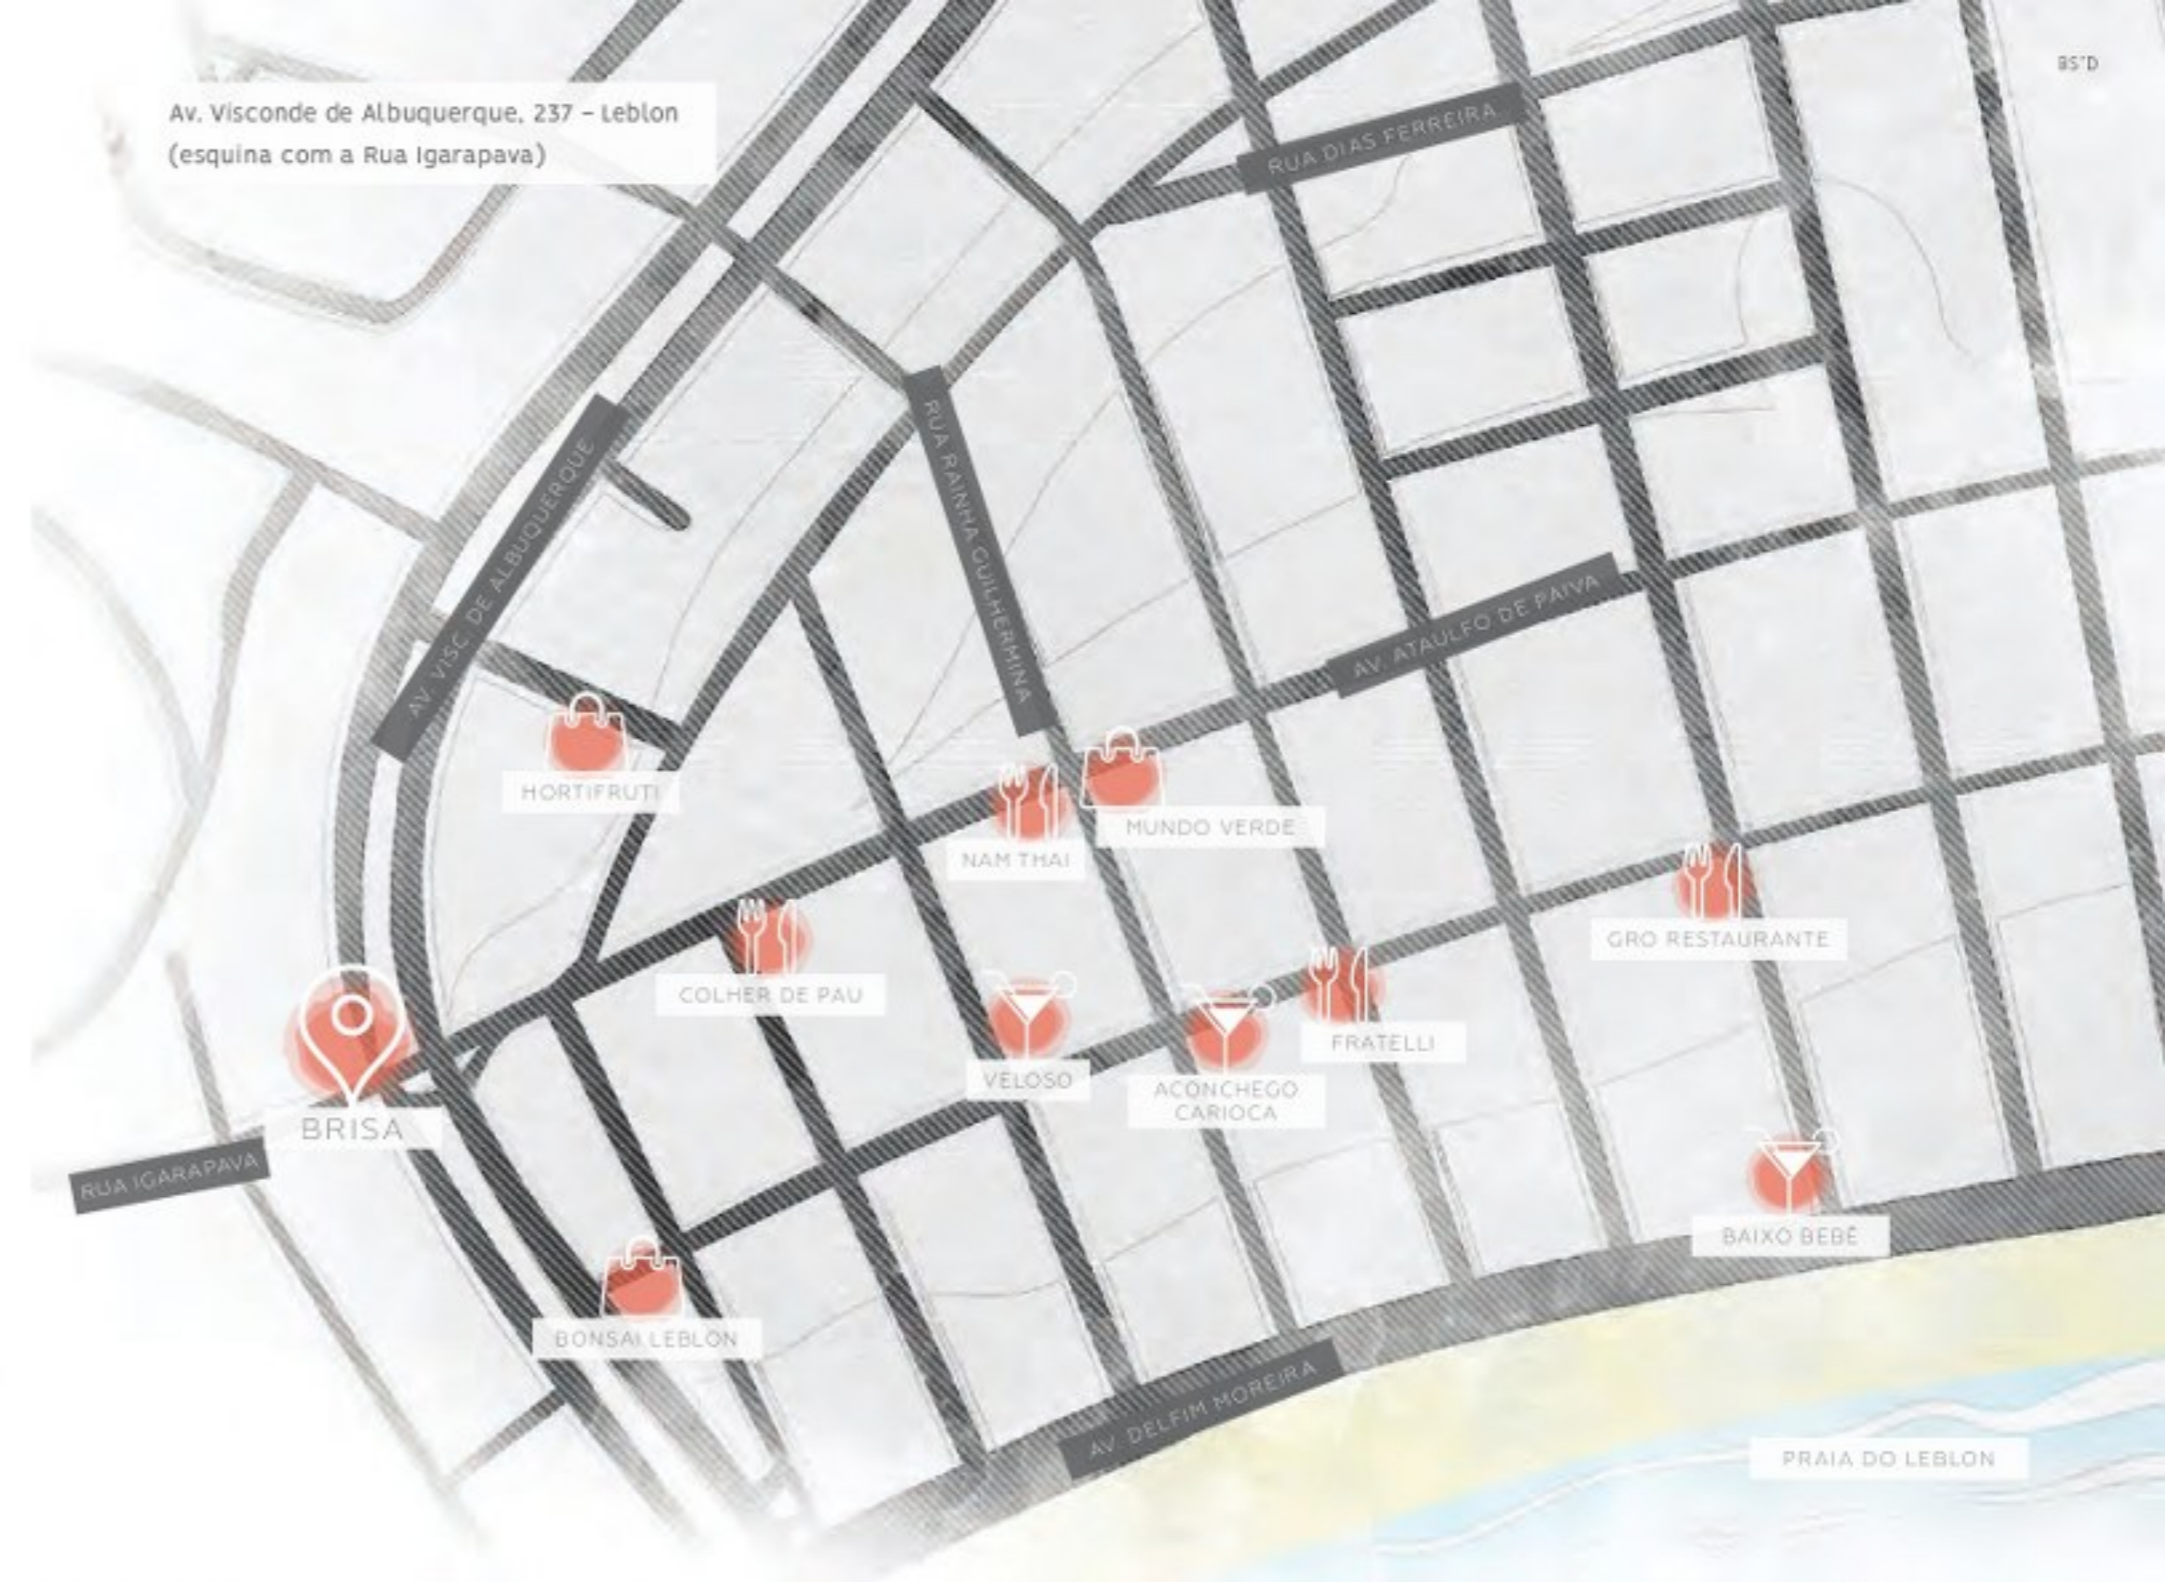 Av. Visconde de Albuquerque, 237 – Leblon
(esquina com a Rua Igarapava)
BS"D
RUA DIAS FERREIRA
RUA RAINHA GUILHERMINA
AV. VISC. DE ALBUQUERQUE
AV. ATAULFO DE PAIVA
HORTIFRUTI
MUNDO VERDE
NAM THAI
GRO RESTAURANTE
COLHER DE PAU
FRATELLI
VELOSO
ACONCHEGO
CARIOCA
BRISA
RUA IGARAPAVA
BAIXO BEBÊ
BONSAI LEBLON
AV. DELFIM MOREIRA
PRAIA DO LEBLON